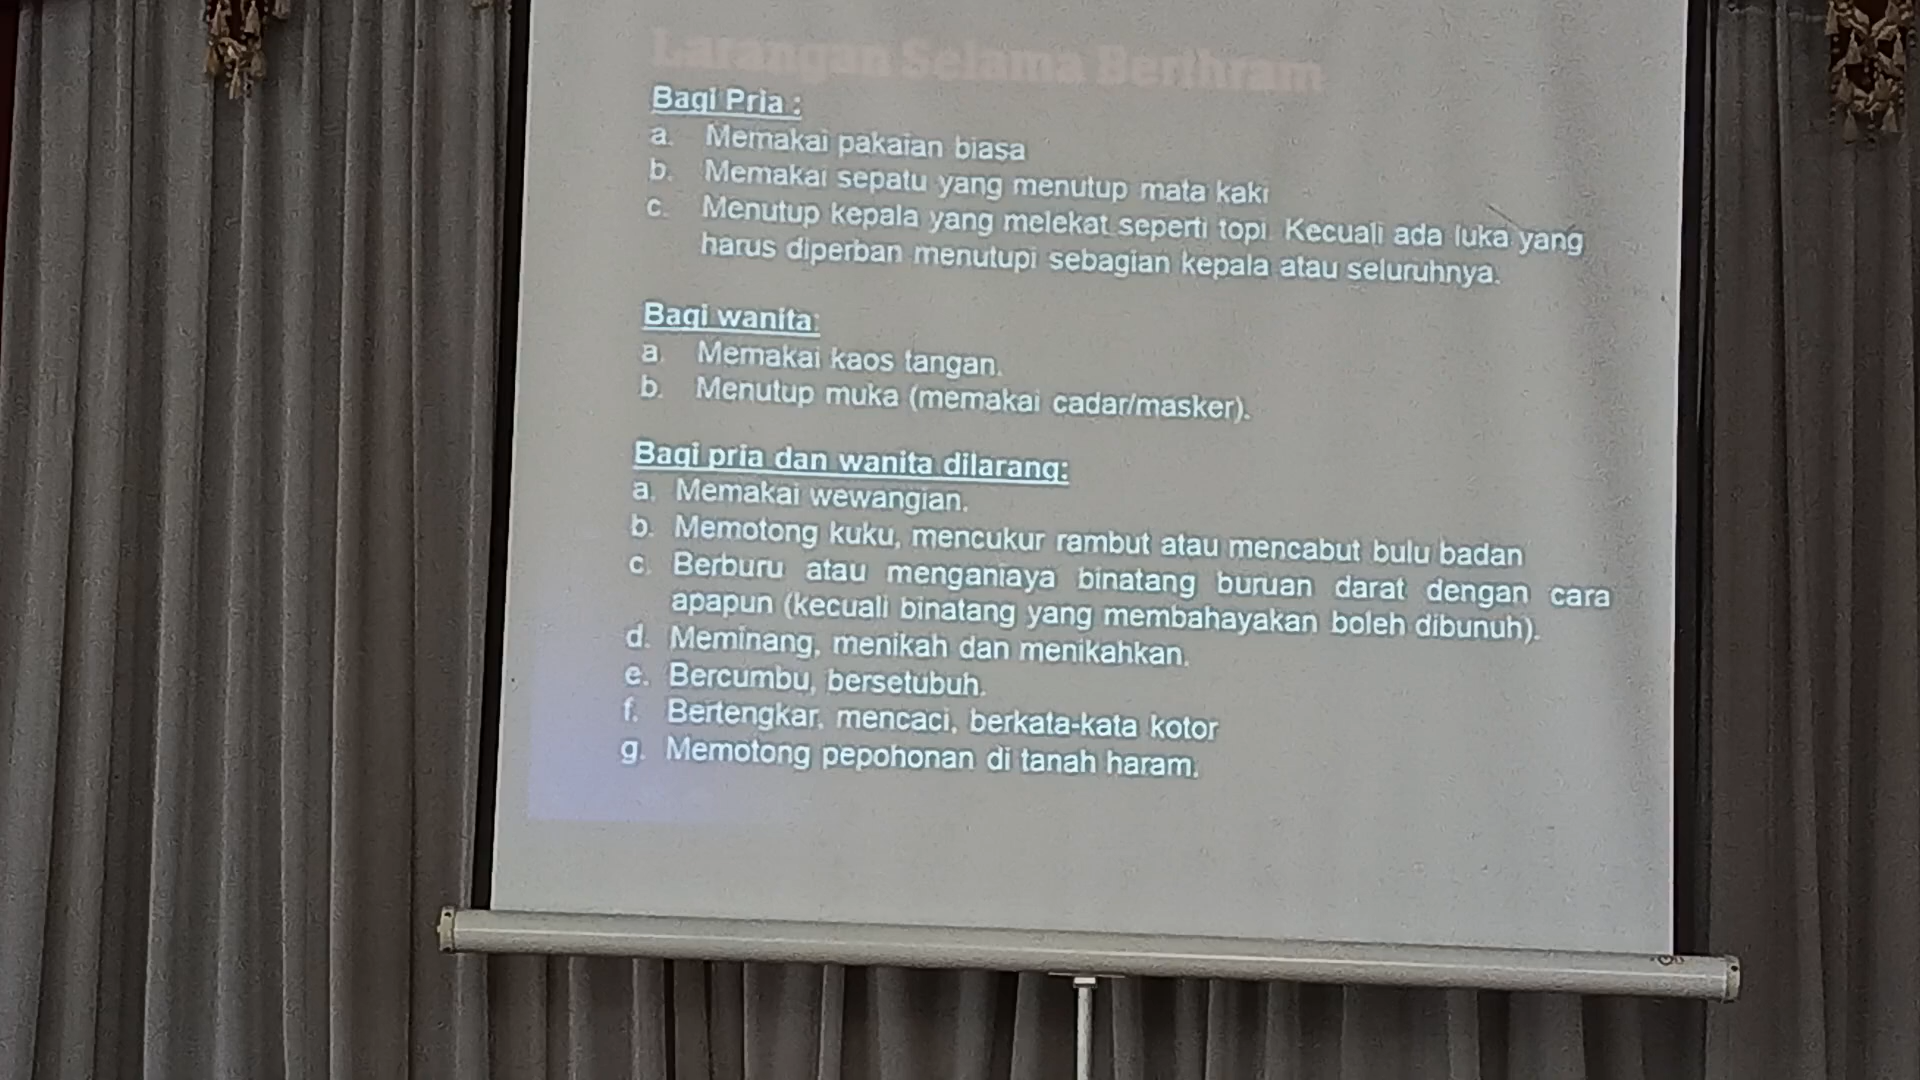 Larangan Selama Berihram
Bagi Pria :
a. Memakai pakaian biasa
b. Memakai sepatu yang menutup mata kaki
c. Menutup kepala yang melekat seperti topi. Kecuali ada luka yang
harus diperban menutupi sebagian kepala atau seluruhnya.
Bagi wanita:
a. Memakai kaos tangan.
b. Menutup muka (memakai cadar/masker).
Bagi pria dan wanita dilarang:
a. Memakai wewangian.
b. Memotong kuku, mencukur rambut atau mencabut bulu badan
c. Berburu atau menganiaya binatang buruan darat dengan cara
apapun (kecuali binatang yang membahayakan boleh dibunuh).
d. Meminang, menikah dan menikahkan.
e. Bercumbu, bersetubuh.
f. Bertengkar, mencaci, berkata-kata kotor
g. Memotong pepohonan di tanah haram.